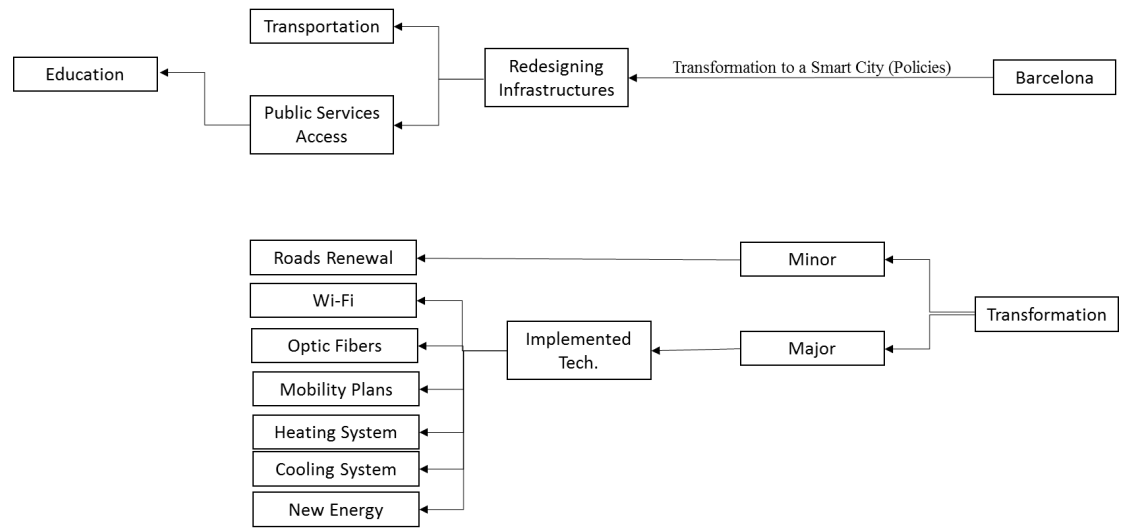 Transportation
Education
Redesigning
Infrastructures
Transformation to a Smart City (Policies)
Barcelona
Public Services
Access
Roads Renewal
Minor
Wi-Fi
Transformation
Optic Fibers
Implemented
Tech.
Major
Mobility Plans
Heating System
Cooling System
New Energy